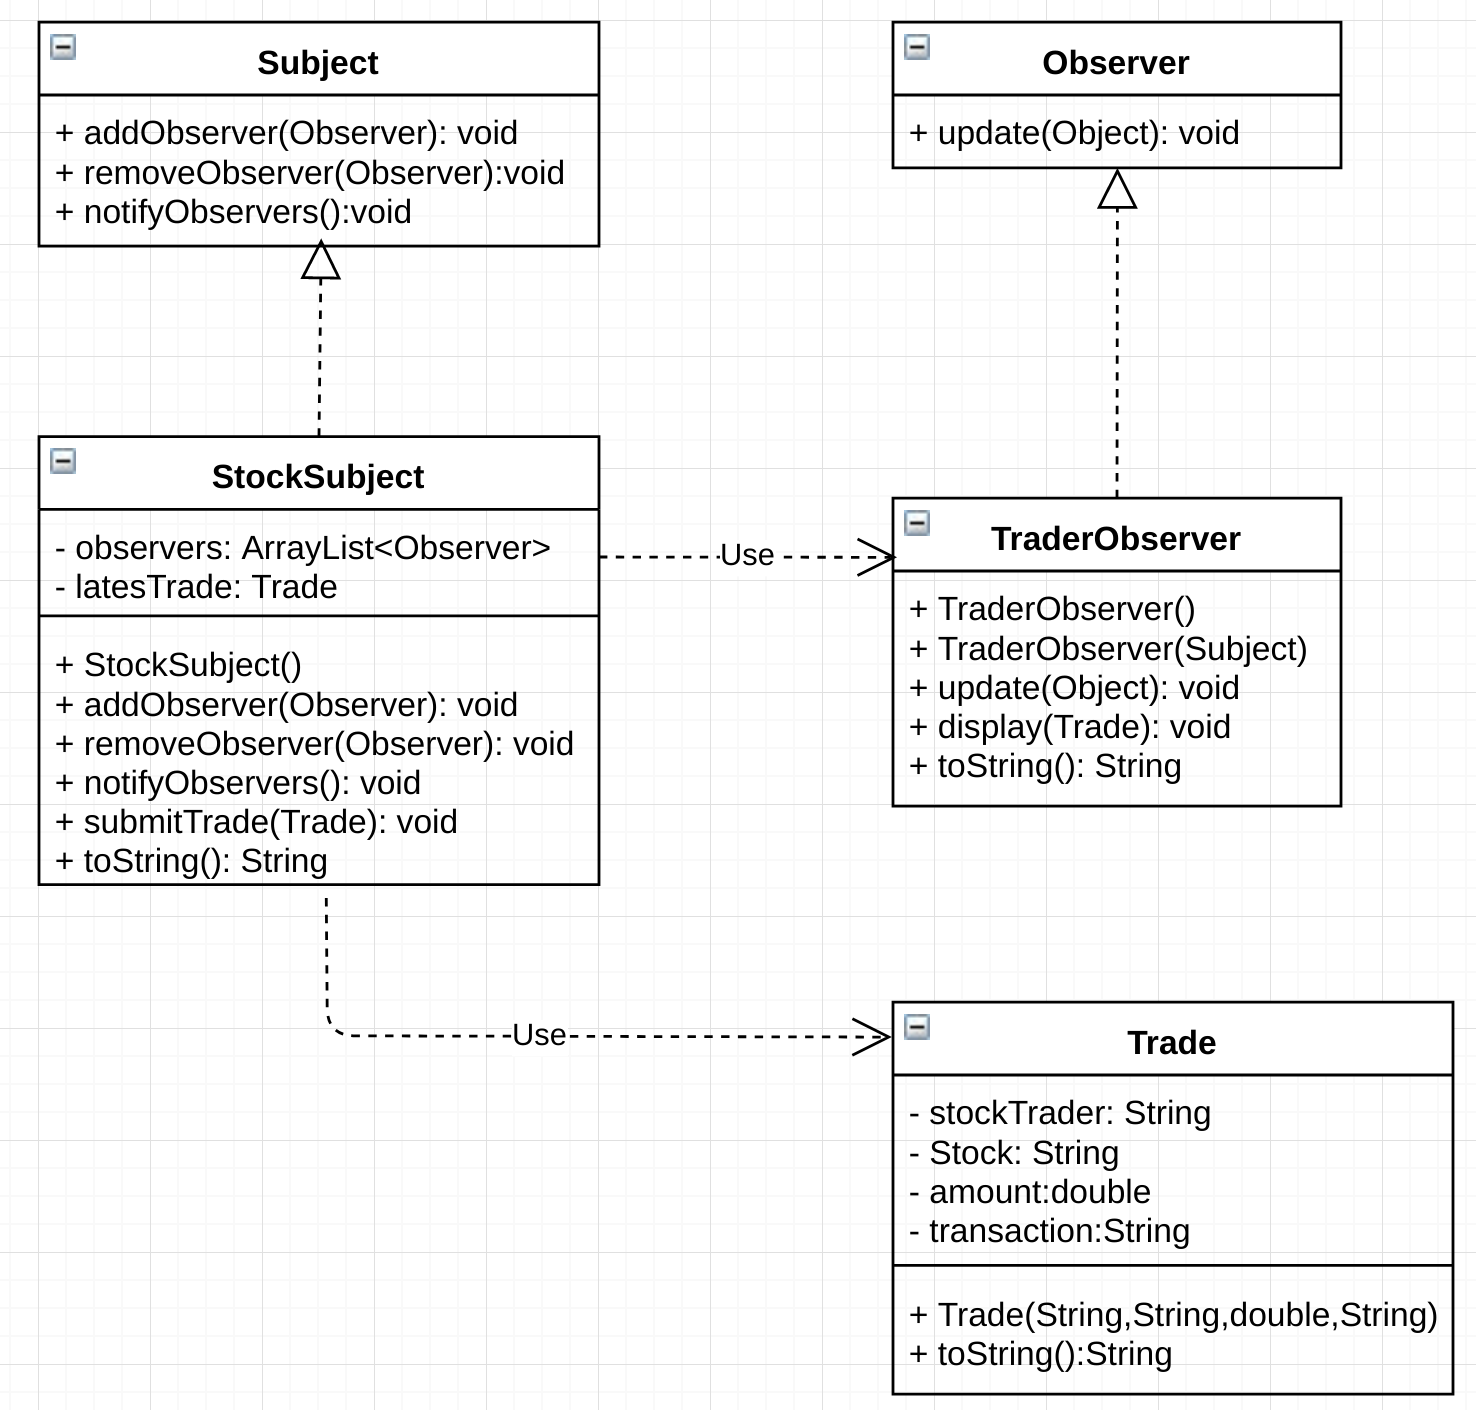 Subject
+ addObserver(Observer): void
+ removeObserver(Observer):void
+ notifyObservers():void
Observer
+ update(Object): void
StockSubject
- observers: ArrayList<Observer>
- latesTrade: Trade
+ StockSubject()
+ addObserver(Observer): void
+ removeObserver(Observer): void
+ notifyObservers(): void
+ submitTrade(Trade): void
+ toString(): String
Use
TraderObserver
+ TraderObserver()
+ TraderObserver(Subject)
+ update(Object): void
+ display(Trade): void
+ toString(): String
Use
Trade
- stockTrader: String
- Stock: String
- amount:double
- transaction:String
+ Trade(String,String,double,String)
+ toString():String